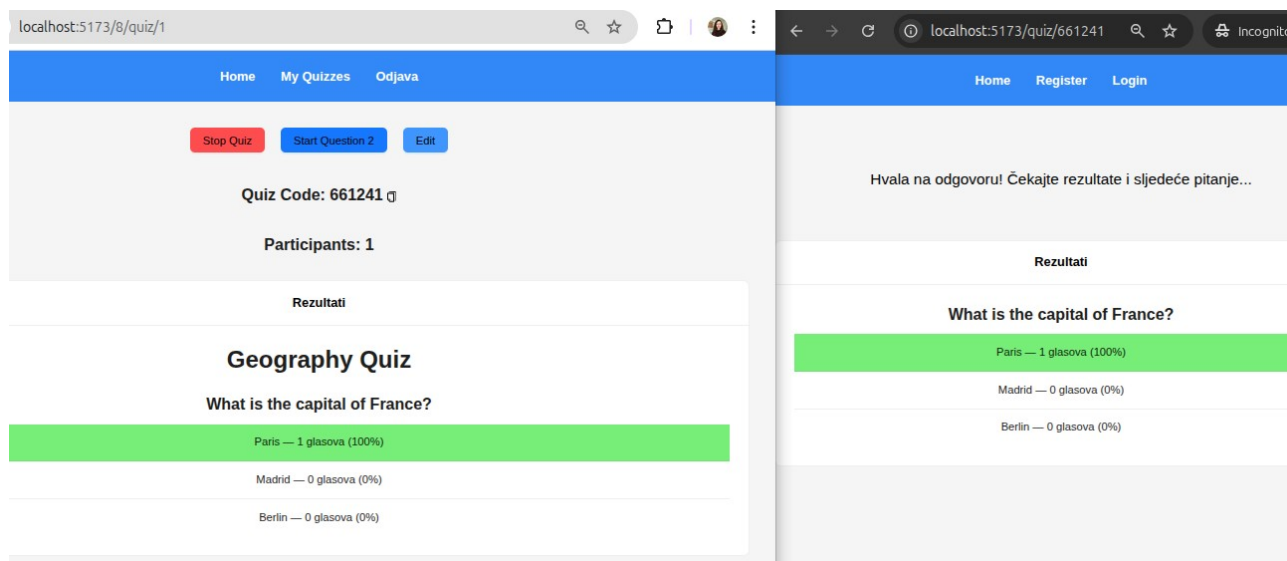 localhost:5173/8/quiz/1
Home My Quizzes Odjava
Stop Quiz Start Question 2 Edit
Quiz Code: 661241
Participants: 1
Rezultati
Geography Quiz
What is the capital of France?
Paris — 1 glasova (100%)
Madrid — 0 glasova (0%)
Berlin — 0 glasova (0%)
localhost:5173/quiz/661241 Incognito
Home Register Login
Hvala na odgovoru! Čekajte rezultate i sljedeće pitanje...
Rezultati
What is the capital of France?
Paris — 1 glasova (100%)
Madrid — 0 glasova (0%)
Berlin — 0 glasova (0%)